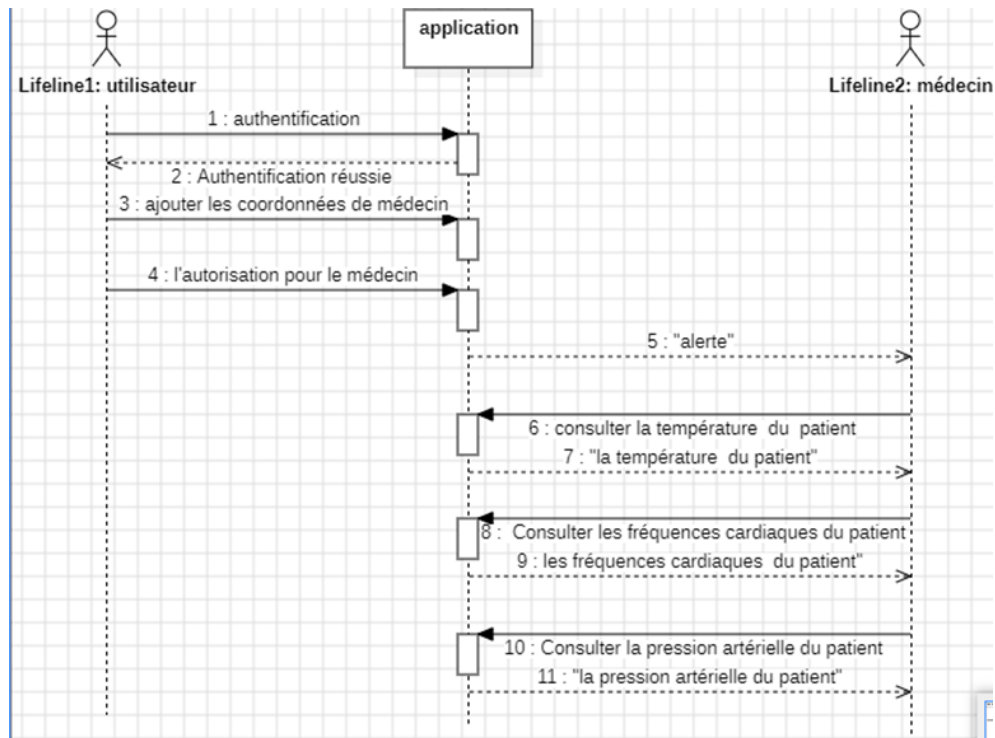 application
Lifeline1: utilisateur
Lifeline2: médecin
1 : authentification
2 : Authentification réussie
3 : ajouter les coordonnées de médecin
4 : l'autorisation pour le médecin
5 : "alerte"
6 : consulter la température du patient
7 : "la température du patient"
8 : Consulter les fréquences cardiaques du patient
9 : les fréquences cardiaques du patient"
10 : Consulter la pression artérielle du patient
11 : "la pression artérielle du patient"